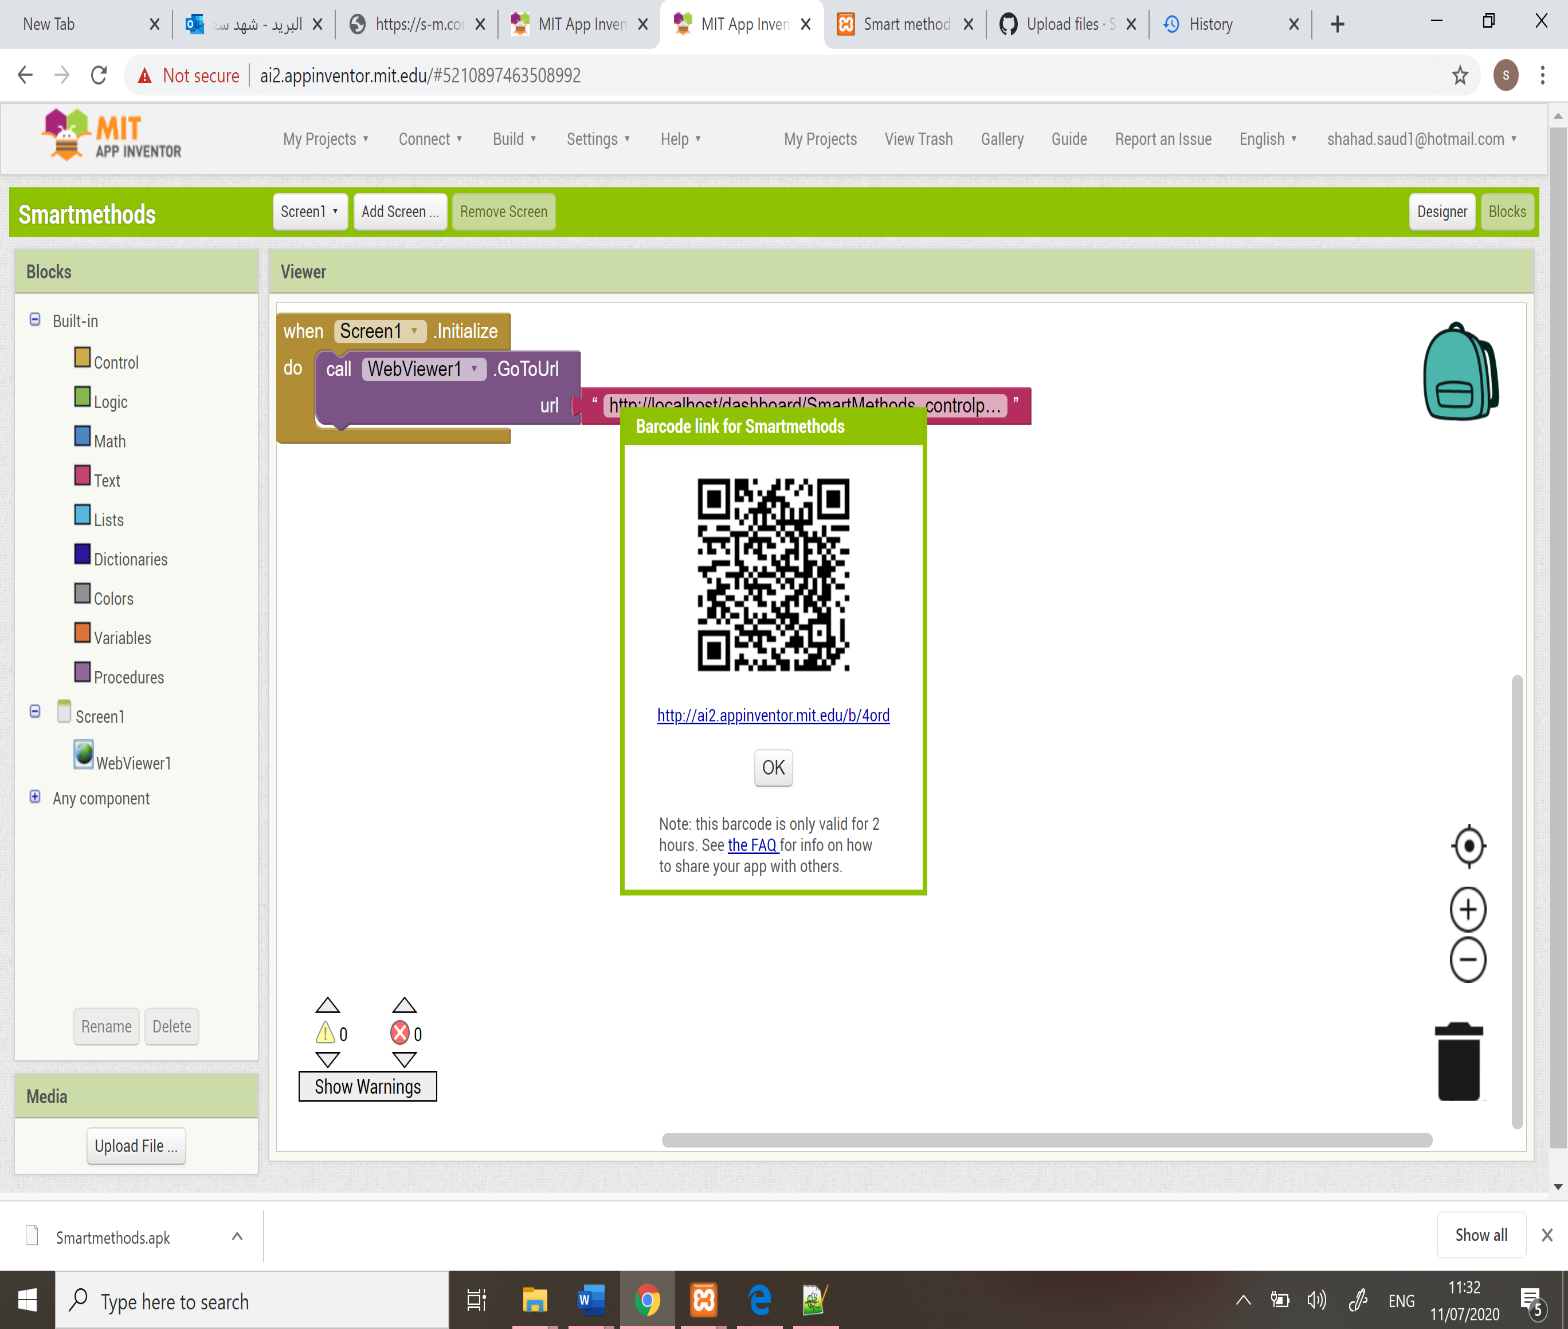 New Tab
البريد - شهد سع
https://s-m.cor
MIT App Inven
MIT App Inven
Smart method
Upload files · S
History
Not secure
ai2.appinventor.mit.edu/#5210897463508992
s
MIT
APP INVENTOR
My Projects
Connect
Build
Settings
Help
My Projects
View Trash
Gallery
Guide
Report an Issue
English
shahad.saud1@hotmail.com
Smartmethods
Screen1
Add Screen ...
Remove Screen
Designer
Blocks
Blocks
Viewer
Built-in
Control
Logic
Math
Text
Lists
Dictionaries
Colors
Variables
Procedures
Screen1
WebViewer1
Any component
Rename
Delete
Media
Upload File ...
when Screen1 .Initialize
do call WebViewer1 .GoToUrl
url “ http://localhost/dashboard/SmartMethods_controlp... ”
Barcode link for Smartmethods
http://ai2.appinventor.mit.edu/b/4ord
OK
Note: this barcode is only valid for 2
hours. See the FAQ for info on how
to share your app with others.
0
0
Show Warnings
Smartmethods.apk
Show all
Type here to search
ENG
11:32
11/07/2020
5